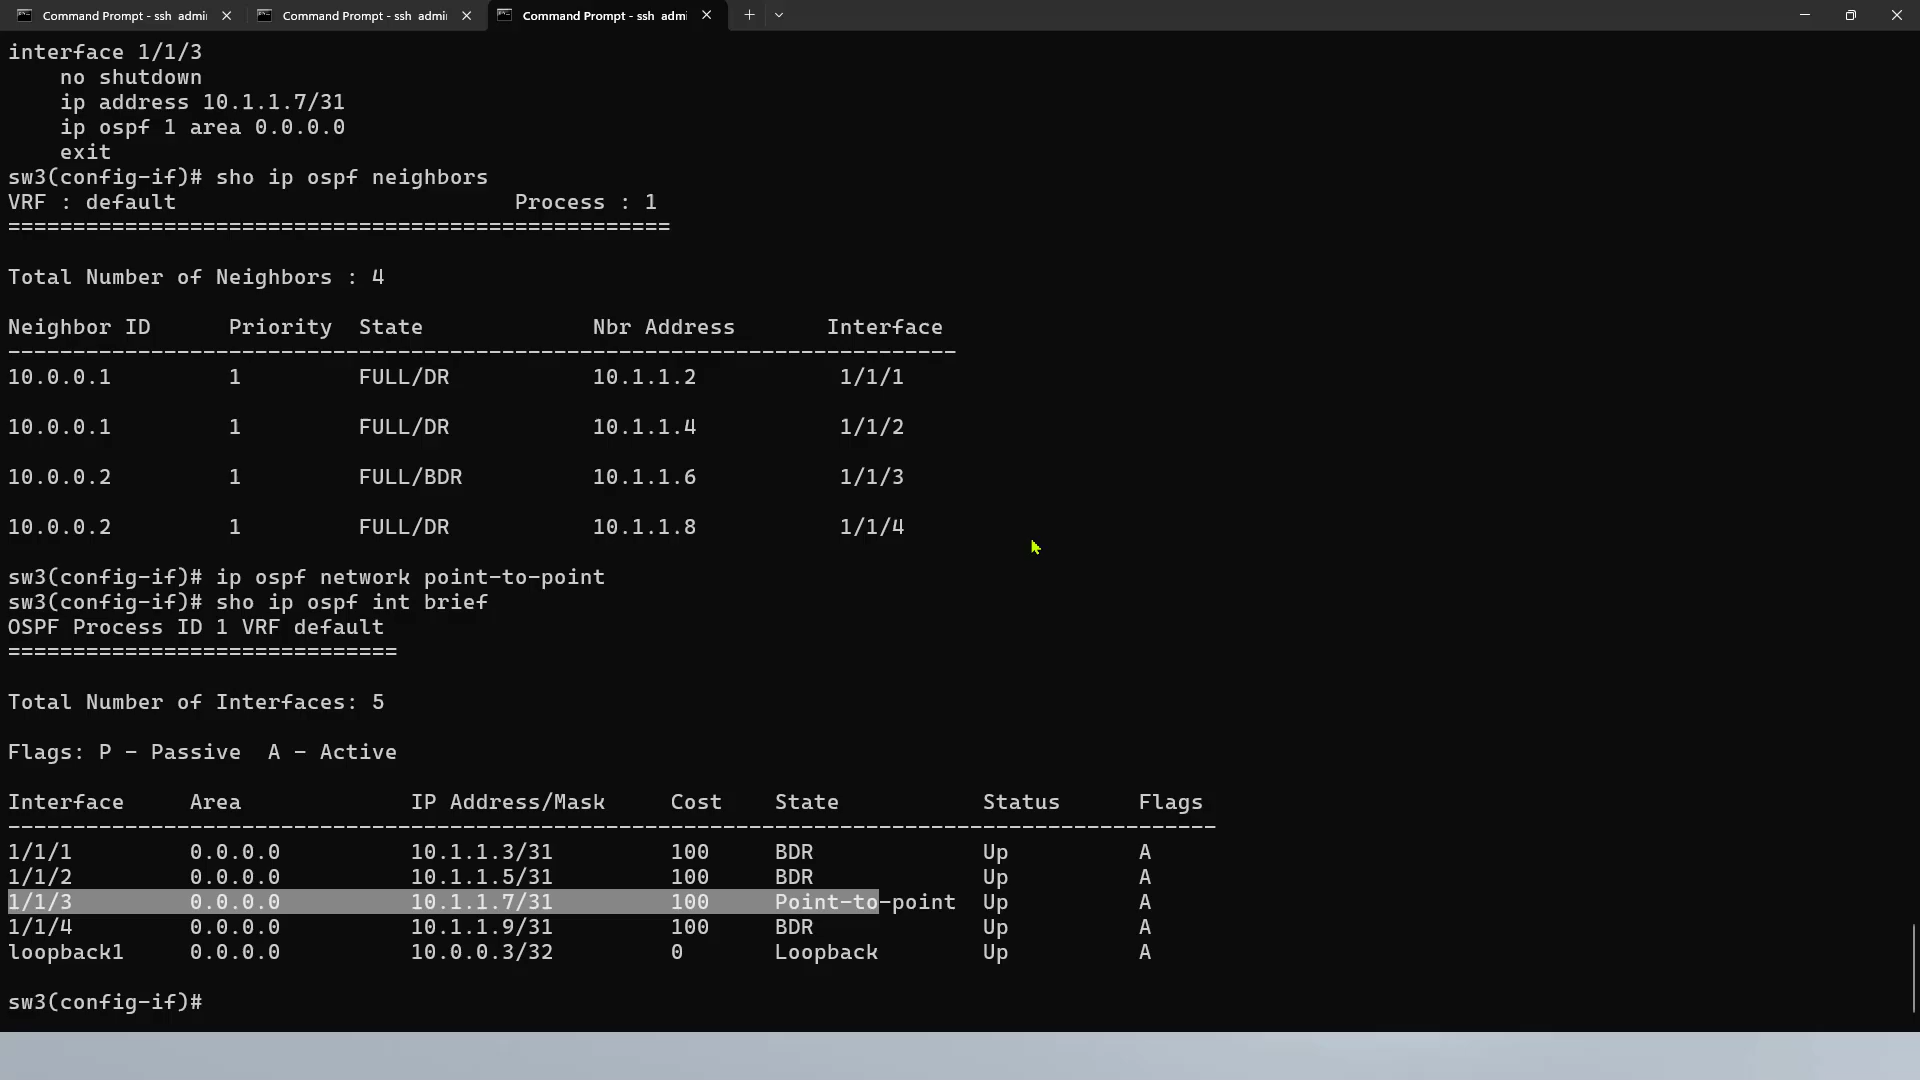 Command Prompt - ssh admi Command Prompt - ssh admi Command Prompt - ssh adm
interface 1/1/3
no shutdown
ip address 10.1.1.7/31
ip ospf 1 area 0.0.0.0
exit
sw3(config-if)# sho ip ospf neighbors
VRF : default Process : 1
===================================================
Total Number of Neighbors : 4
Neighbor ID Priority State Nbr Address Interface
-------------------------------------------------------------------------
10.0.0.1 1 FULL/DR 10.1.1.2 1/1/1
10.0.0.1 1 FULL/DR 10.1.1.4 1/1/2
10.0.0.2 1 FULL/BDR 10.1.1.6 1/1/3
10.0.0.2 1 FULL/DR 10.1.1.8 1/1/4
sw3(config-if)# ip ospf network point-to-point
sw3(config-if)# sho ip ospf int brief
OSPF Process ID 1 VRF default
==============================
Total Number of Interfaces: 5
Flags: P - Passive A - Active
Interface Area IP Address/Mask Cost State Status Flags
---------------------------------------------------------------------------------------------
1/1/1 0.0.0.0 10.1.1.3/31 100 BDR Up A
1/1/2 0.0.0.0 10.1.1.5/31 100 BDR Up A
1/1/3 0.0.0.0 10.1.1.7/31 100 Point-to-point Up A
1/1/4 0.0.0.0 10.1.1.9/31 100 BDR Up A
loopback1 0.0.0.0 10.0.0.3/32 0 Loopback Up A
sw3(config-if)#